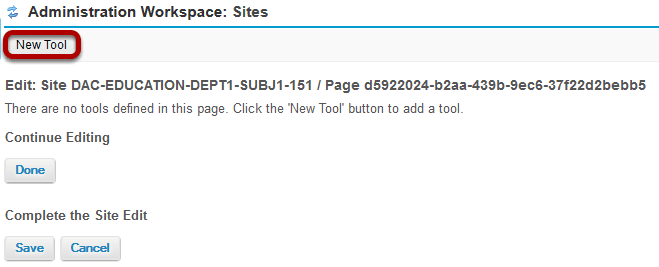 Administration Workspace: Sites
New Tool
Edit: Site DAC-EDUCATION-DEPT1-SUBJ1-151 / Page d5922024-b2aa-439b-9ec6-37f22d2bebb5
There are no tools defined in this page. Click the 'New Tool' button to add a tool.
Continue Editing
Done
Complete the Site Edit
Save Cancel